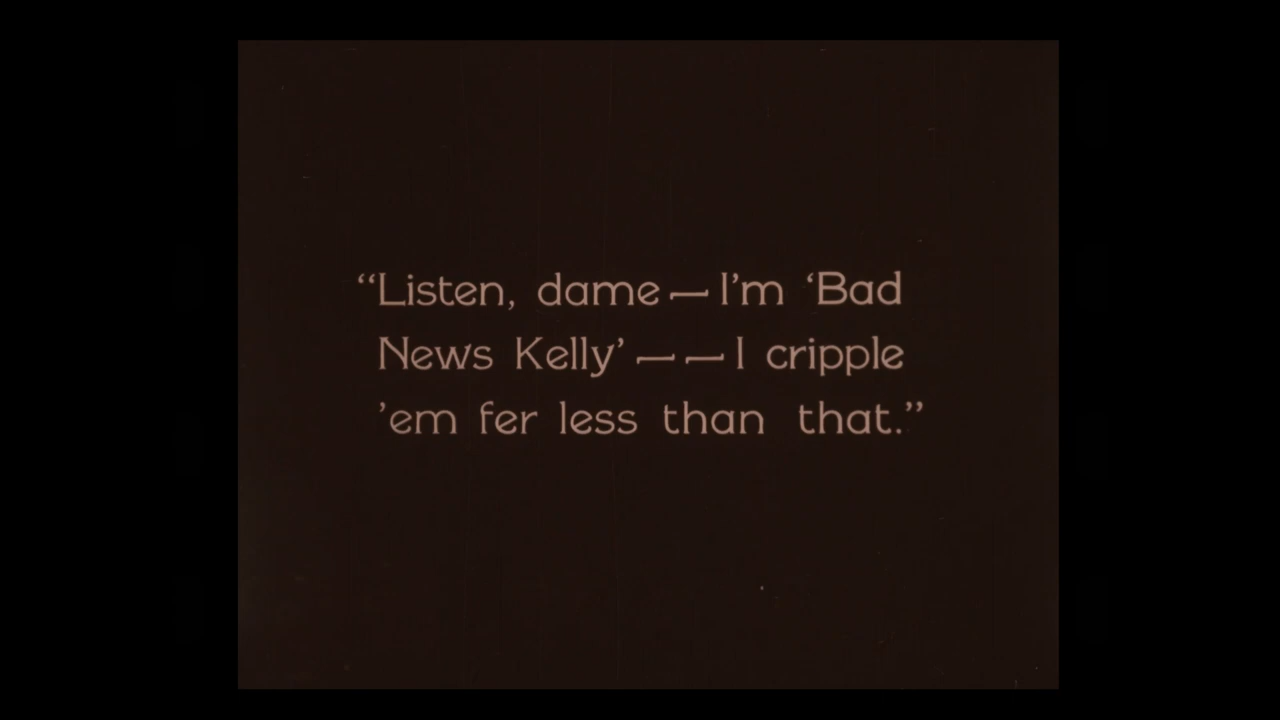 “Listen, dame — I’m ‘Bad
News Kelly’ — — I cripple
’em fer less than that.”